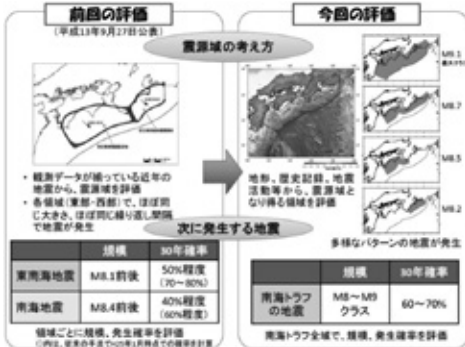 前回の評価
(平成13年9月27日公表)
今回の評価
震源域の考え方
M9.1
M8.7
M8.5
M8.2
・ 観測データが揃っている近年の
地震から、震源域を評価
・ 各領域(東部・西部)で、ほぼ同
じ大きさ、ほぼ同じ繰り返し間隔
で地震が発生
地形、歴史記録、地震
活動等から、震源域と
なり得る領域を評価
次に発生する地震
多様なパターンの地震が発生
規模 30年確率
東南海地震 M8.1前後 50%程度
(70~80%)
南海地震 M8.4前後 40%程度
(60%程度)
領域ごとに規模、発生確率を評価
規模 30年確率
南海トラフ
の地震 M8~M9
クラス 60~70%
南海トラフ全域で、規模、発生確率を評価